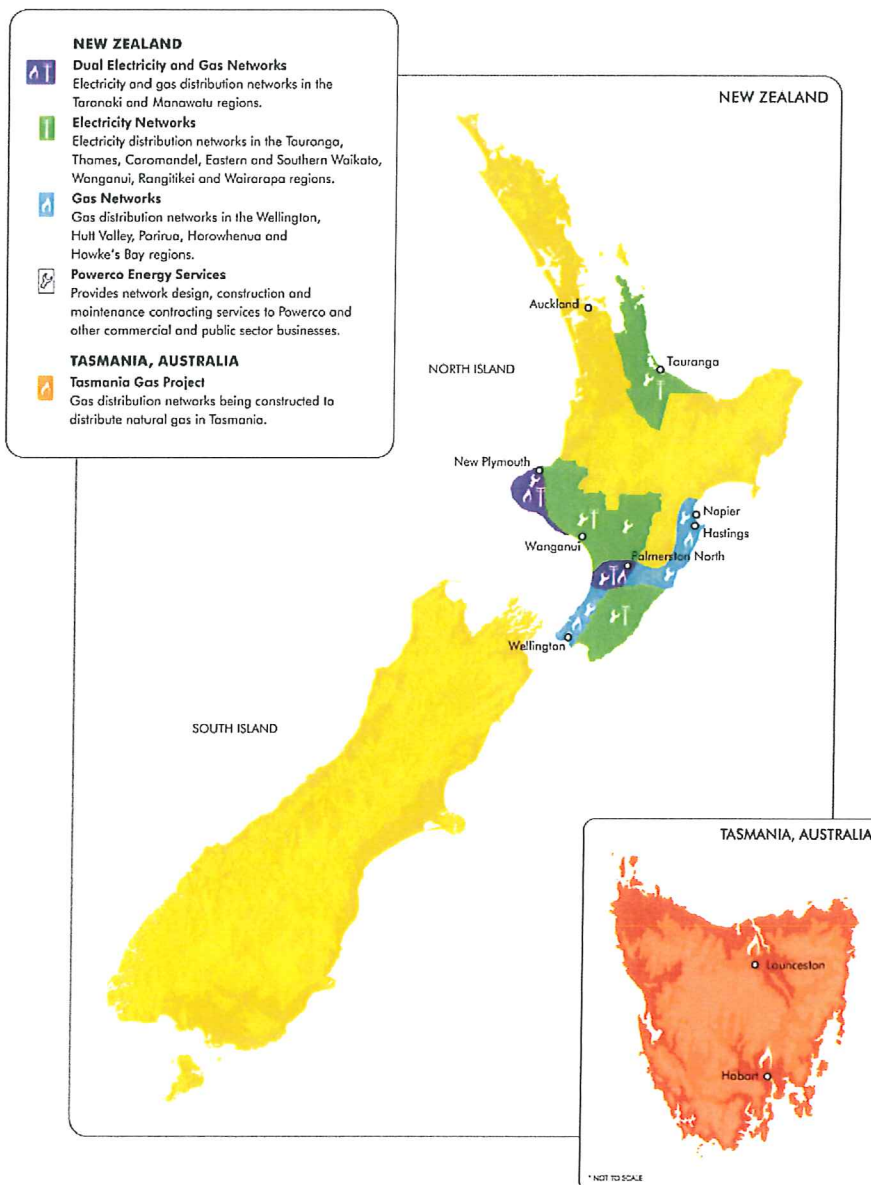 NEW ZEALAND
Dual Electricity and Gas Networks
Electricity and gas distribution networks in the
Taranaki and Manawatu regions.
Electricity Networks
Electricity distribution networks in the Tauranga,
Thames, Coromandel, Eastern and Southern Waikato,
Wanganui, Rangitikei and Wairarapa regions.
Gas Networks
Gas distribution networks in the Wellington,
Hutt Valley, Porirua, Horowhenua and
Hawke's Bay regions.
Powerco Energy Services
Provides network design, construction and
maintenance contracting services to Powerco and
other commercial and public sector businesses.
TASMANIA, AUSTRALIA
Tasmania Gas Project
Gas distribution networks being constructed to
distribute natural gas in Tasmania.
NEW ZEALAND
Auckland
Tauranga
NORTH ISLAND
New Plymouth
Napier
Hastings
Wanganui
Palmerston North
Wellington
SOUTH ISLAND
TASMANIA, AUSTRALIA
Launceston
Hobart
* NOT TO SCALE